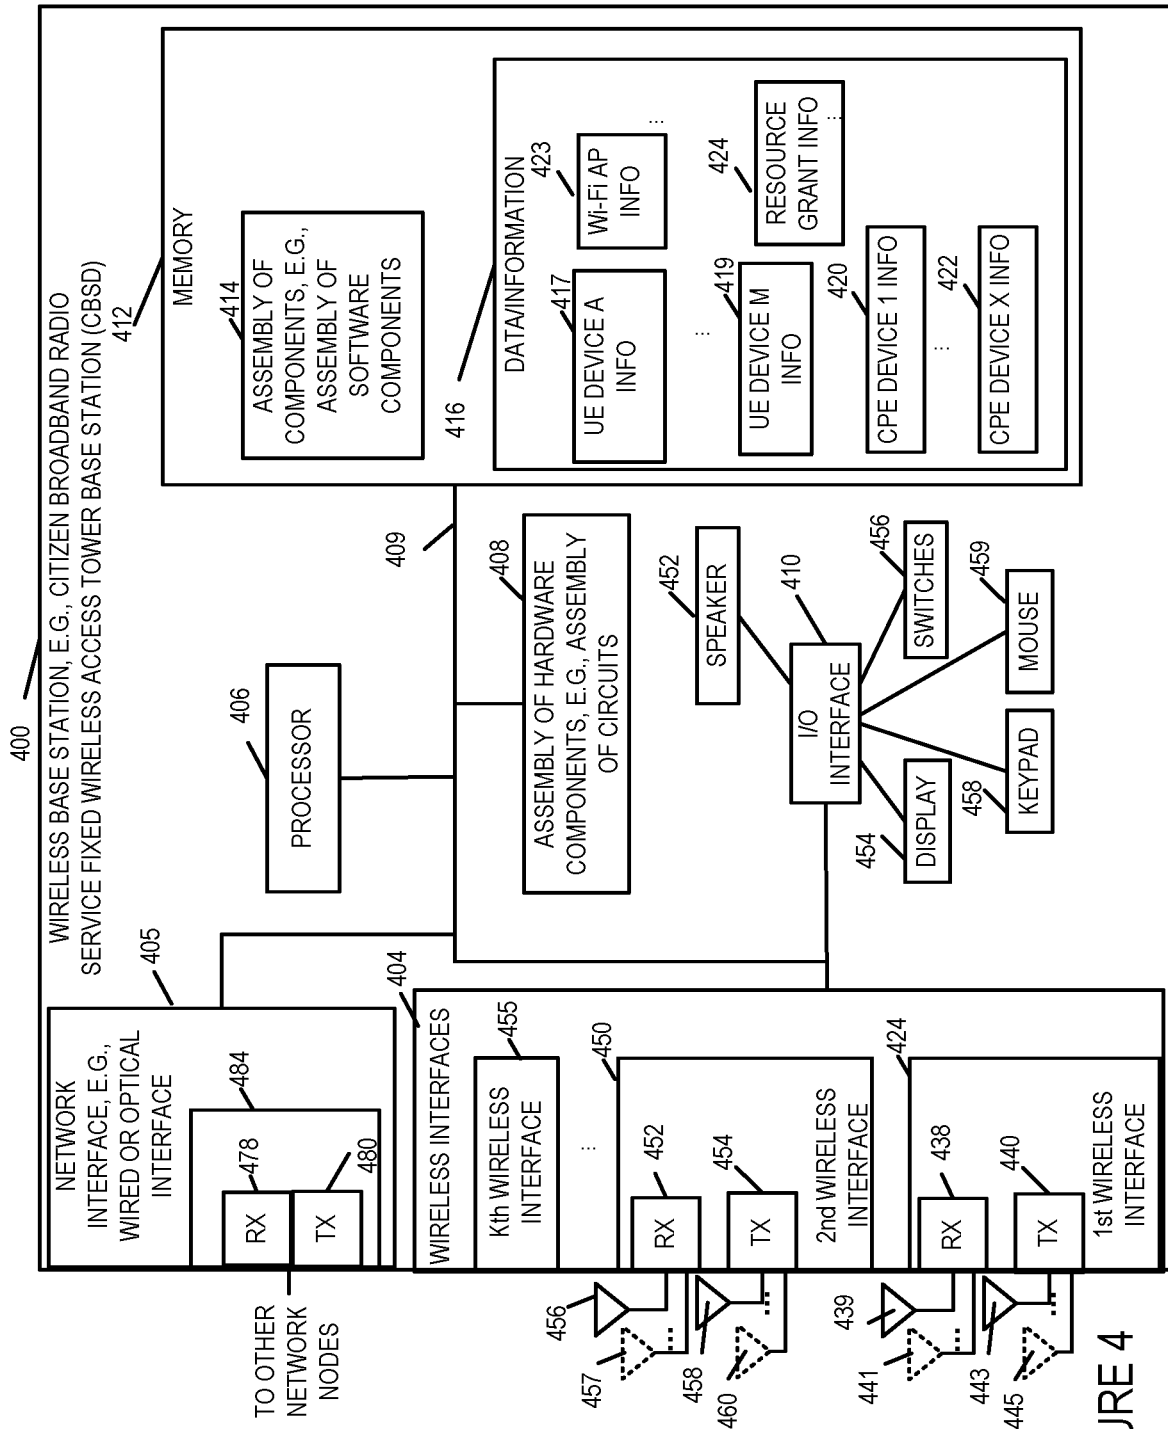 400
WIRELESS BASE STATION, E.G., CITIZEN BROADBAND RADIO
SERVICE FIXED WIRELESS ACCESS TOWER BASE STATION (CBSD)
NETWORK
INTERFACE, E.G.,
WIRED OR OPTICAL
INTERFACE
405
484
478
RX
480
TX
TO OTHER
NETWORK
NODES
406
PROCESSOR
412
MEMORY
414
ASSEMBLY OF
COMPONENTS, E.G.,
ASSEMBLY OF
SOFTWARE
COMPONENTS
409
416
DATA/INFORMATION
417
UE DEVICE A
INFO
423
Wi-Fi AP
INFO
...
...
419
UE DEVICE M
INFO
424
RESOURCE
GRANT INFO
...
420
CPE DEVICE 1 INFO
...
422
CPE DEVICE X INFO
408
ASSEMBLY OF HARDWARE
COMPONENTS, E.G., ASSEMBLY
OF CIRCUITS
404
WIRELESS INTERFACES
455
Kth WIRELESS
INTERFACE
...
450
452
RX
454
TX
2nd WIRELESS
INTERFACE
456
457
...
458
460
...
424
438
RX
440
TX
1st WIRELESS
INTERFACE
439
441
...
443
445
...
452
SPEAKER
410
I/O
INTERFACE
454
DISPLAY
456
SWITCHES
458
KEYPAD
459
MOUSE
URE 4